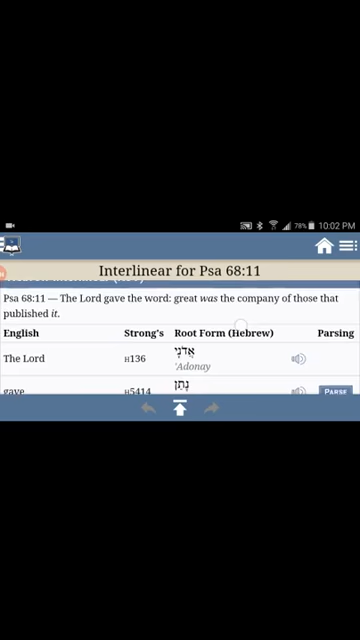 78% 10:02 PM
Interlinear for Psa 68:11
Psa 68:11 — The Lord gave the word: great was the company of those that
published it.
English Strong's Root Form (Hebrew) Parsing
The Lord H136 אֲדֹנָי
'Adonay
gave H5414 נָתַן PARSE